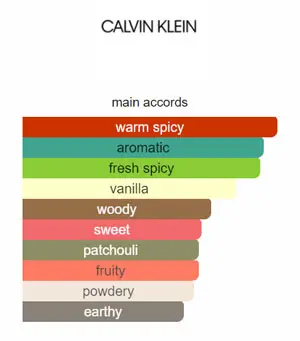 CALVIN KLEIN
main accords
warm spicy
aromatic
fresh spicy
vanilla
woody
sweet
patchouli
fruity
powdery
earthy